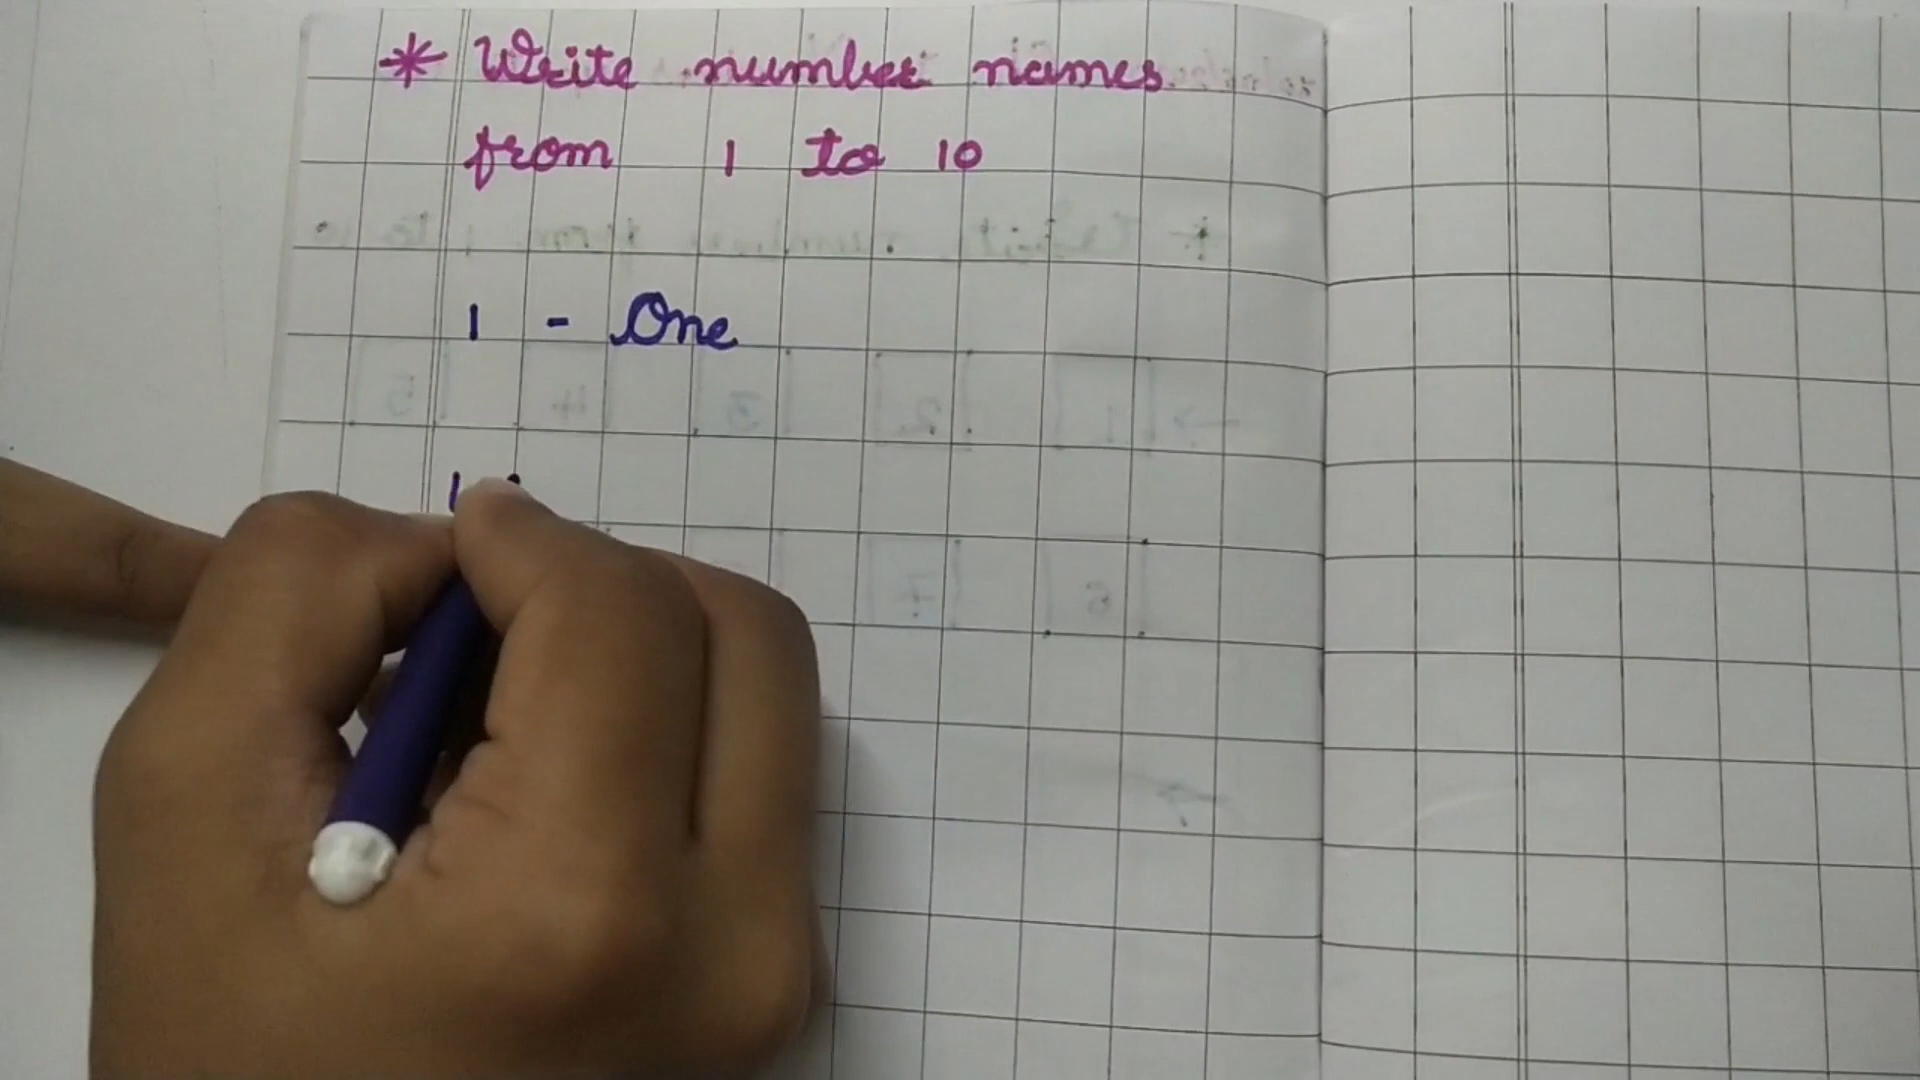 * Write number names
from 1 to 10
1 - One